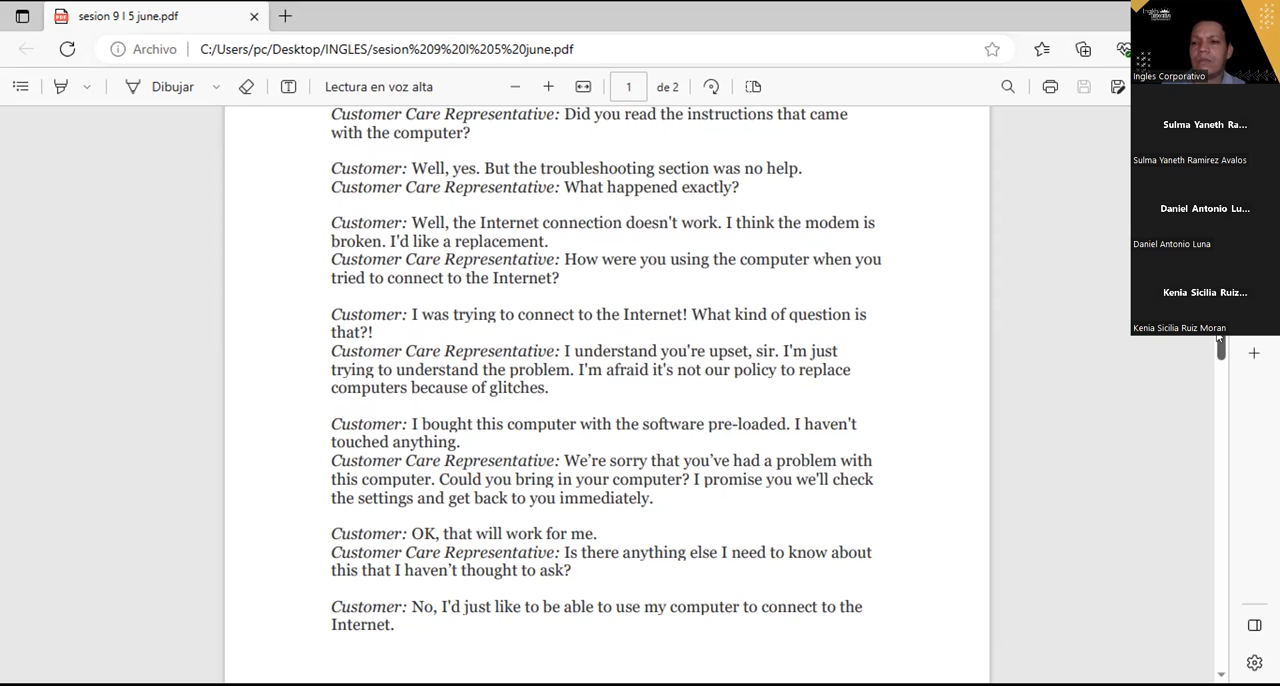 sesion 9 I 5 june.pdf
Archivo
C:/Users/pc/Desktop/INGLES/sesion%209%20I%205%20june.pdf
Dibujar
Lectura en voz alta
1
de 2
Customer Care Representative: Did you read the instructions that came
with the computer?
Customer: Well, yes. But the troubleshooting section was no help.
Customer Care Representative: What happened exactly?
Customer: Well, the Internet connection doesn't work. I think the modem is
broken. I'd like a replacement.
Customer Care Representative: How were you using the computer when you
tried to connect to the Internet?
Customer: I was trying to connect to the Internet! What kind of question is
that?!
Customer Care Representative: I understand you're upset, sir. I'm just
trying to understand the problem. I'm afraid it's not our policy to replace
computers because of glitches.
Customer: I bought this computer with the software pre-loaded. I haven't
touched anything.
Customer Care Representative: We're sorry that you've had a problem with
this computer. Could you bring in your computer? I promise you we'll check
the settings and get back to you immediately.
Customer: OK, that will work for me.
Customer Care Representative: Is there anything else I need to know about
this that I haven't thought to ask?
Customer: No, I'd just like to be able to use my computer to connect to the
Internet.
Inglés
Corporativo
Ingles Corporativo
Sulma Yaneth Ra...
Sulma Yaneth Ramirez Avalos
Daniel Antonio Lu...
Daniel Antonio Luna
Kenia Sicilia Ruiz...
Kenia Sicilia Ruiz Moran